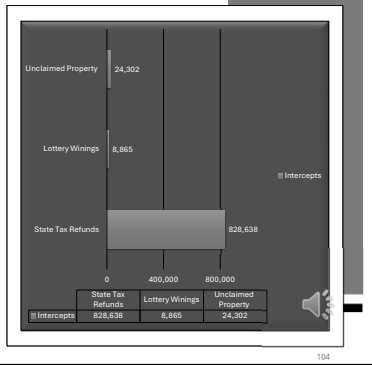 Unclaimed Property
24,302
Lottery Winings
8,865
Intercepts
State Tax Refunds
828,638
0 400,000 800,000
State Tax Refunds Lottery Winings Unclaimed Property
Intercepts 828,638 8,865 24,302
104